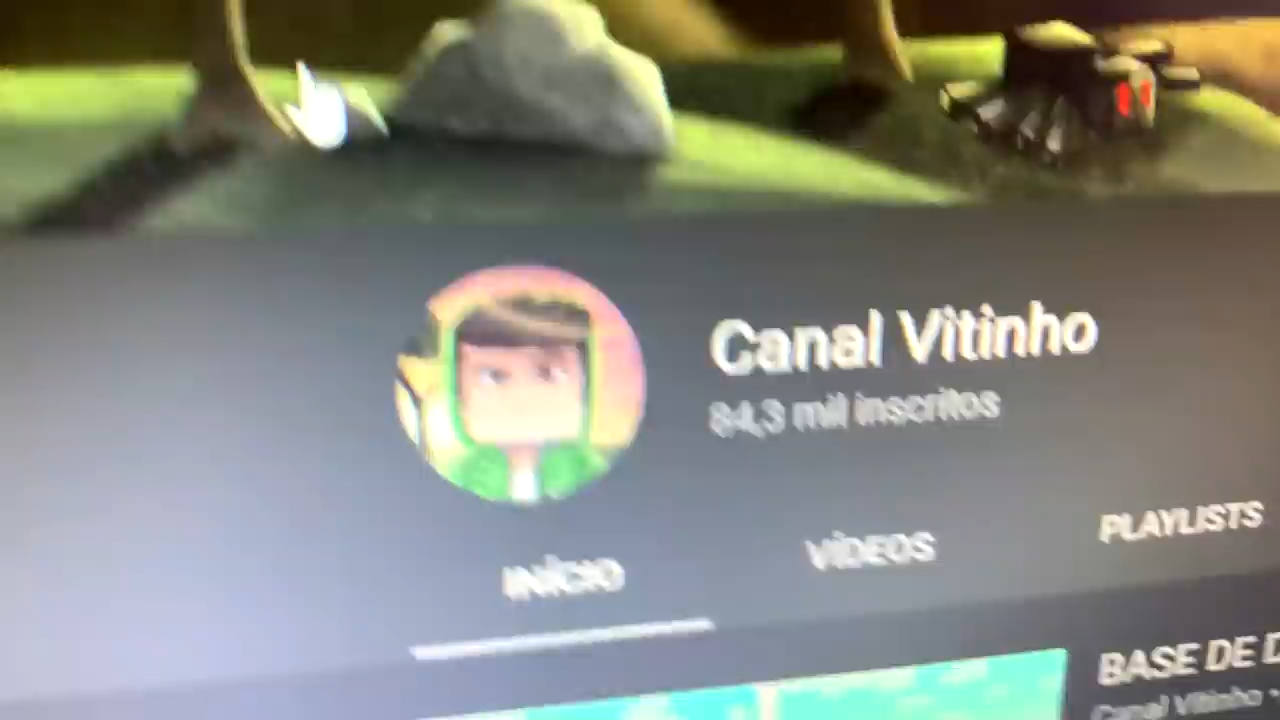 Canal Vitinho
84,3 mil inscritos
INÍCIO
VÍDEOS
PLAYLISTS
BASE DE
Canal Vitinho